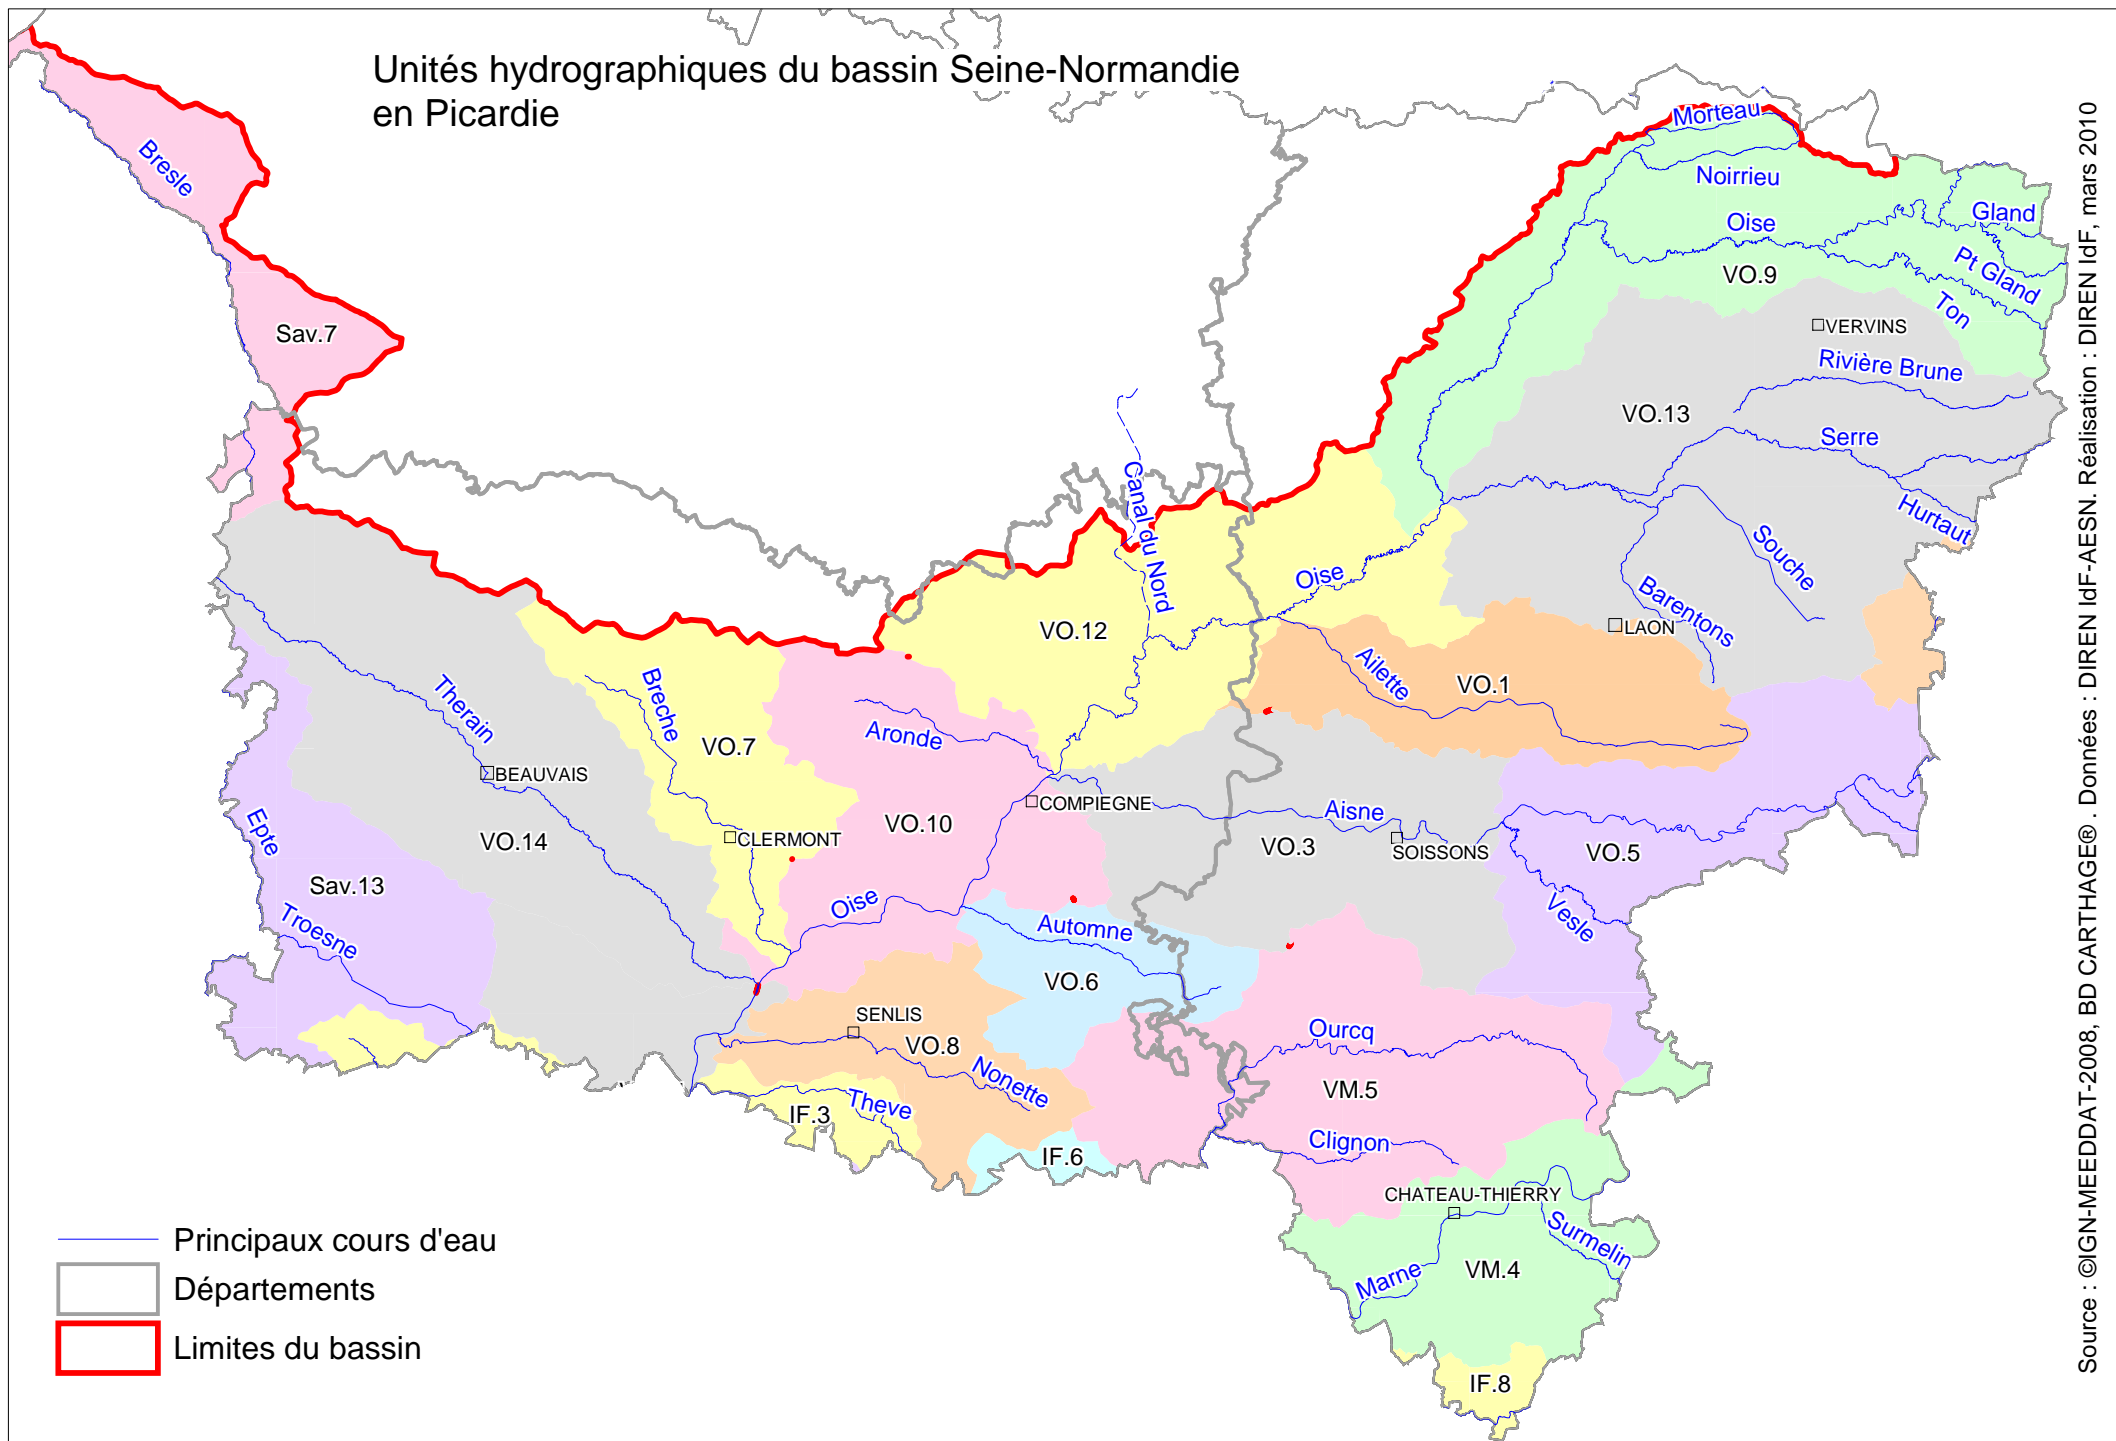 Unités hydrographiques du bassin Seine-Normandie
en Picardie
Morteau
Noirrieu
Oise
Gland
Pt Gland
Ton
VO.9
Bresle
Sav.7
VERVINS
Rivière Brune
VO.13
Serre
Hurtaut
Souche
Barentons
Canal du Nord
Oise
VO.12
LAON
Ailette
VO.1
Therain
Breche
VO.7
Aronde
BEAUVAIS
COMPIEGNE
Aisne
VO.10
CLERMONT
VO.14
Epte
VO.3
SOISSONS
VO.5
Sav.13
Troesne
Oise
Automne
Vesle
VO.6
SENLIS
VO.8
Nonette
Ourcq
VM.5
IF.3
Theve
Clignon
IF.6
CHATEAU-THIERRY
Surmelin
Marne
VM.4
IF.8
Principaux cours d'eau
Départements
Limites du bassin
Source : ©IGN-MEEDDAT-2008, BD CARTHAGE® . Données : DIREN IdF-AESN. Réalisation : DIREN IdF, mars 2010